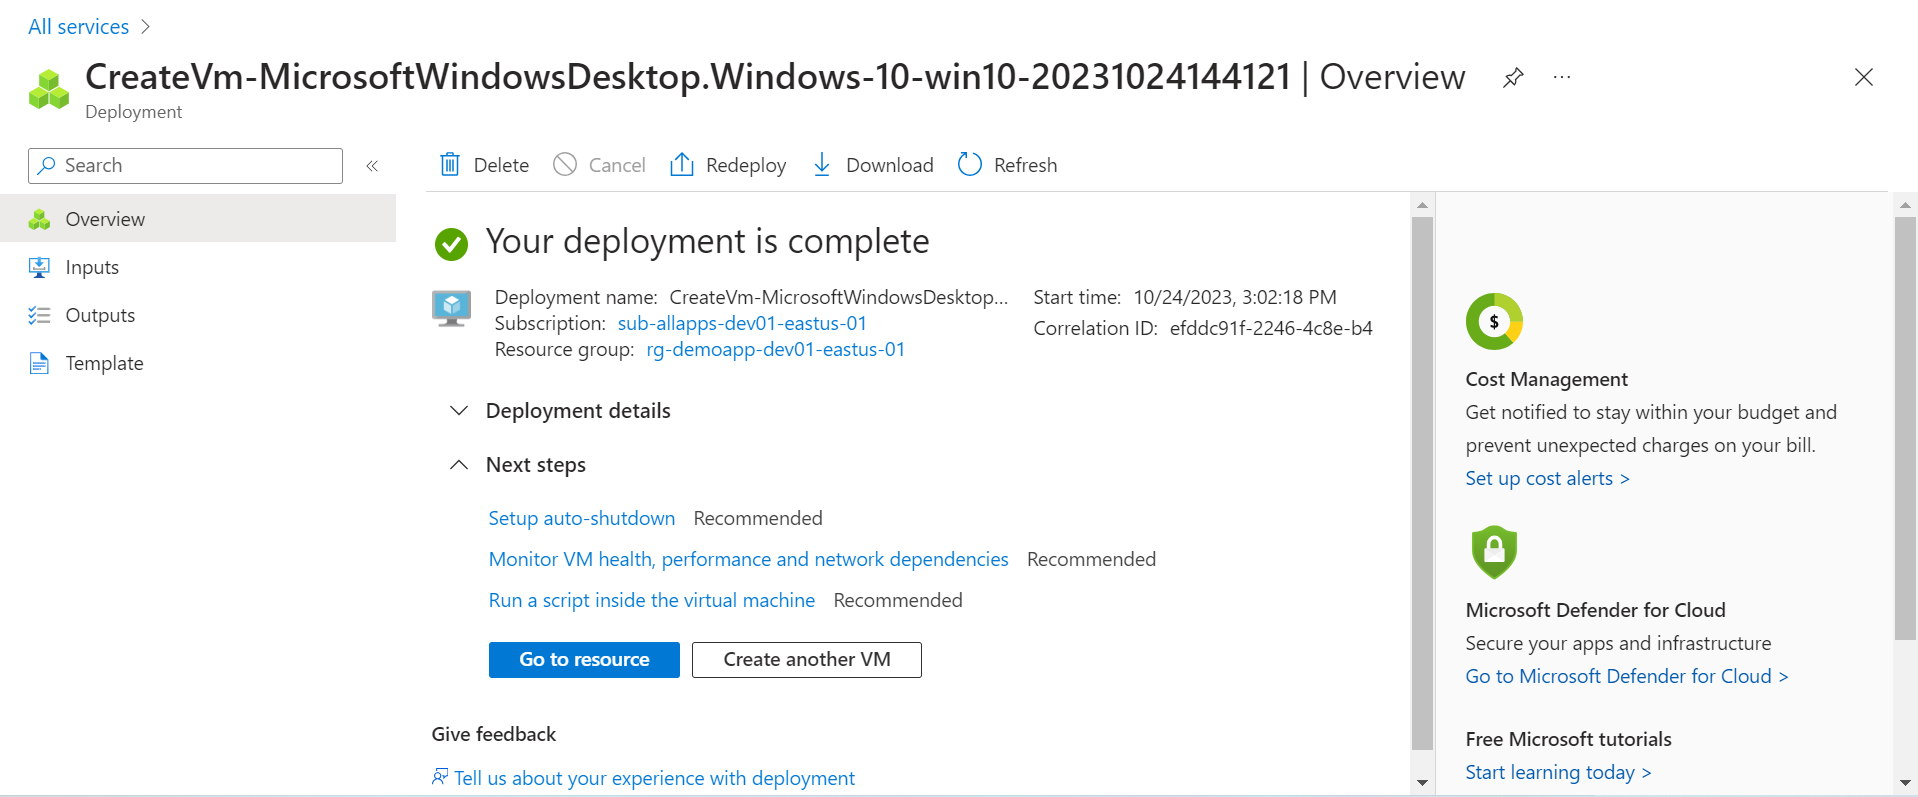 All services >
CreateVm-MicrosoftWindowsDesktop.Windows-10-win10-20231024144121 | Overview ...
Deployment
Search «
Overview
Inputs
Outputs
Template
Delete Cancel Redeploy Download Refresh
Your deployment is complete
Deployment name: CreateVm-MicrosoftWindowsDesktop...
Subscription: sub-allapps-dev01-eastus-01
Resource group: rg-demoapp-dev01-eastus-01
Start time: 10/24/2023, 3:02:18 PM
Correlation ID: efddc91f-2246-4c8e-b4
Deployment details
Next steps
Setup auto-shutdown Recommended
Monitor VM health, performance and network dependencies Recommended
Run a script inside the virtual machine Recommended
Go to resource Create another VM
Give feedback
Tell us about your experience with deployment
$
Cost Management
Get notified to stay within your budget and
prevent unexpected charges on your bill.
Set up cost alerts >
Microsoft Defender for Cloud
Secure your apps and infrastructure
Go to Microsoft Defender for Cloud >
Free Microsoft tutorials
Start learning today >